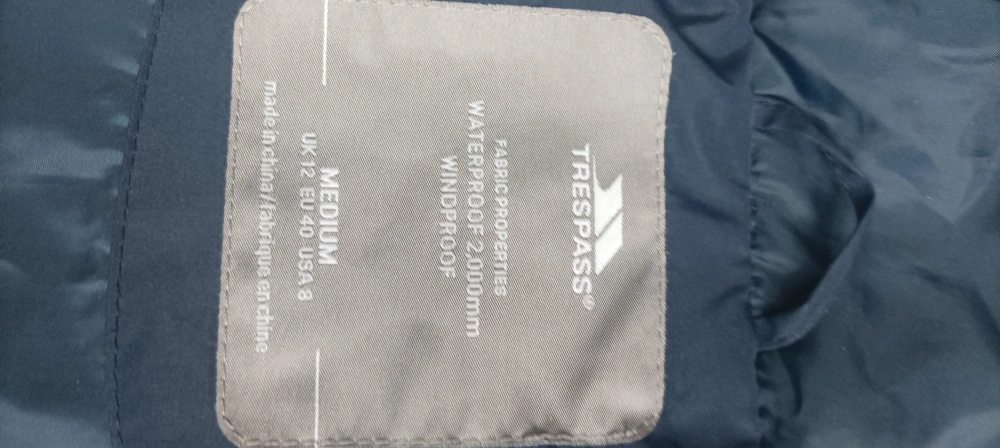 TRESPASS®
FABRIC PROPERTIES
WATERPROOF 2,000mm
WINDPROOF
MEDIUM
UK 12 EU 40 USA 8
made in china / fabriqué en chine